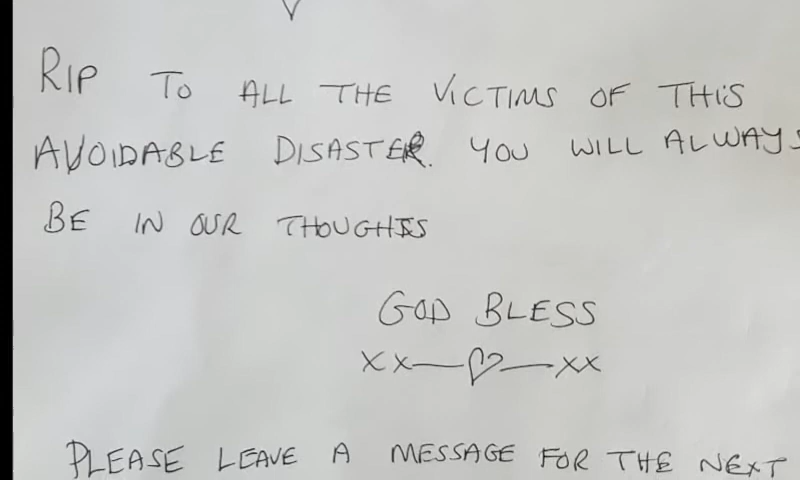 RIP TO ALL THE VICTIMS OF THIS
AVOIDABLE DISASTER. YOU WILL ALWAYS
BE IN OUR THOUGHTS
GOD BLESS
XX—♡—XX
PLEASE LEAVE A MESSAGE FOR THE NEXT